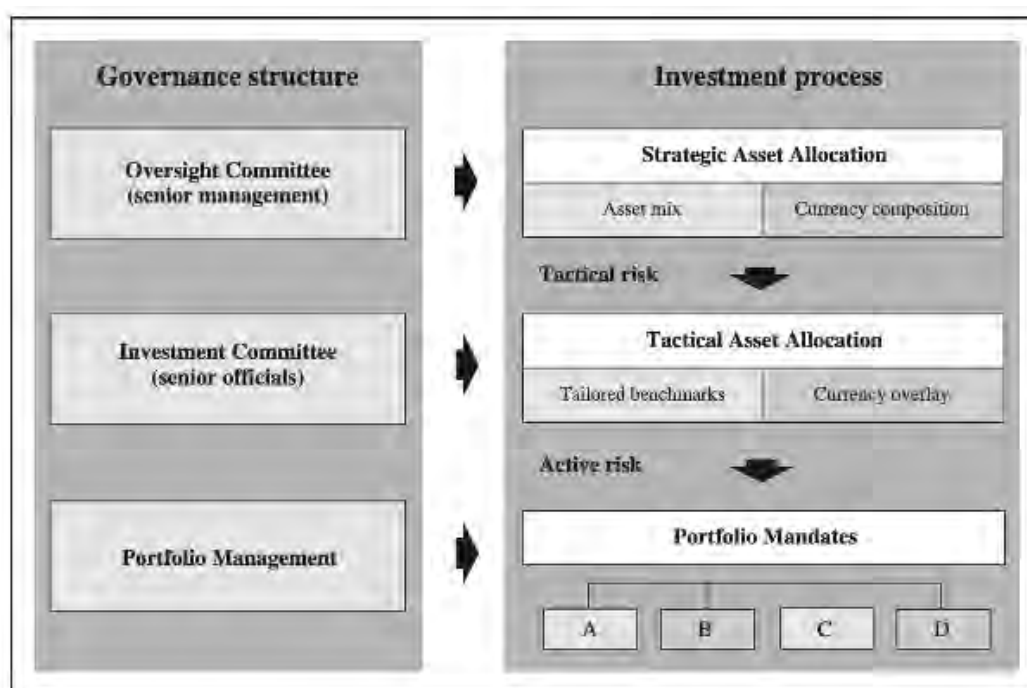 Governance structure
Oversight Committee
(senior management)
Investment Committee
(senior officials)
Portfolio Management
Investment process
Strategic Asset Allocation
Asset mix
Currency composition
Tactical risk
Tactical Asset Allocation
Tailored benchmarks
Currency overlay
Active risk
Portfolio Mandates
A
B
C
D